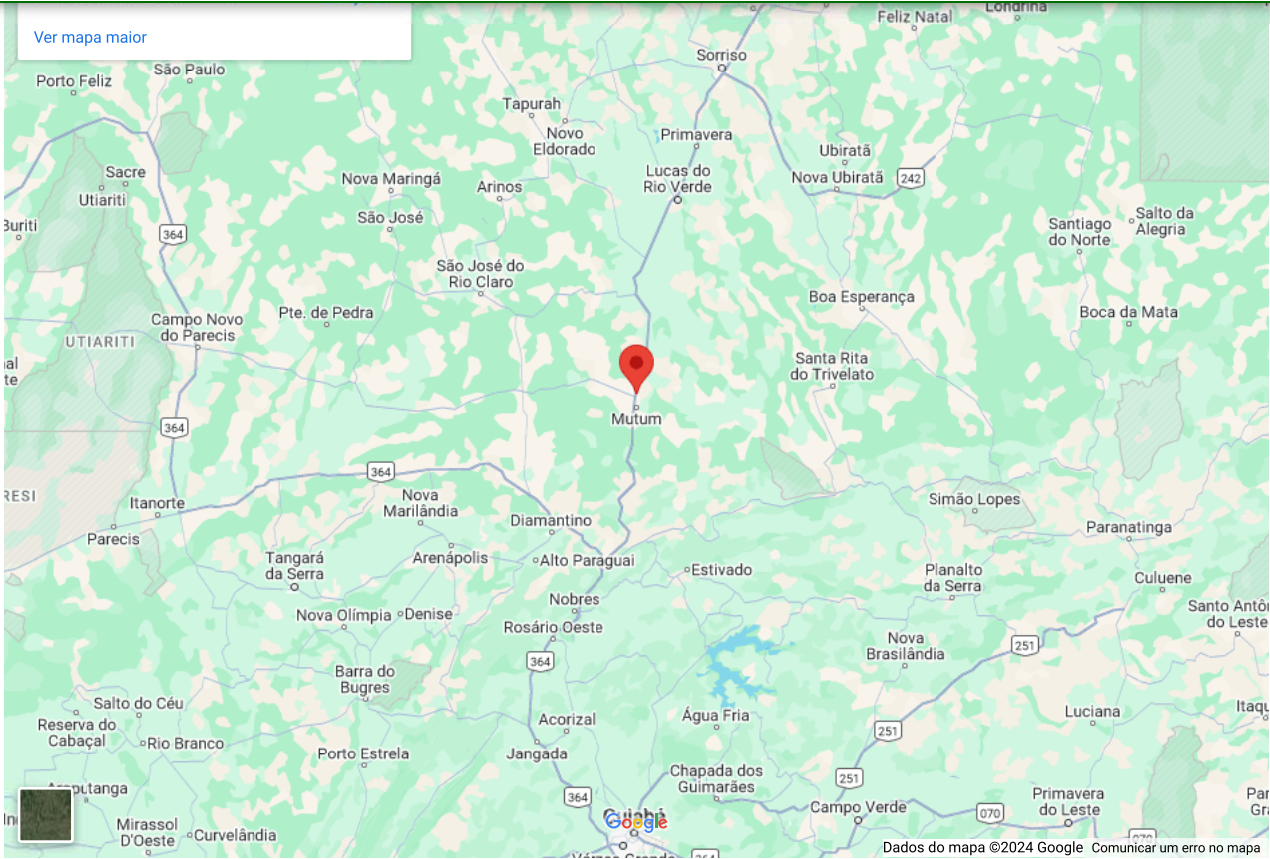 Ver mapa maior
Londrina
Feliz Natal
Sorriso
São Paulo
Porto Feliz
Tapurah
Novo
Eldorado
Primavera
Ubiratã
Lucas do
Rio Verde
Nova Ubiratã
242
Sacre
Utiariti
Nova Maringá
Arinos
São José
Buriti
364
Santiago
do Norte
Salto da
Alegria
São José do
Rio Claro
Boa Esperança
Pte. de Pedra
Boca da Mata
Campo Novo
do Parecis
UTIARITI
Santa Rita
do Trivelato
Mutum
364
364
Nova
Marilândia
Itanorte
Simão Lopes
Diamantino
Paranatinga
Parecis
Tangará
da Serra
Arenápolis
Alto Paraguai
Estivado
Planalto
da Serra
Culuene
Nobres
Nova Olímpia
Denise
Rosário Oeste
Santo Antôn
do Leste
Nova
Brasilândia
251
364
Barra do
Bugres
Salto do Céu
Reserva do
Cabaçal
Rio Branco
Acorizal
Água Fria
Luciana
251
Jangada
Porto Estrela
Chapada dos
Guimarães
251
364
Campo Verde
Primavera
do Leste
070
Cuiabá
Google
Mirassol
D'Oeste
Curvelândia
070
364
Dados do mapa ©2024 Google
Comunicar um erro no mapa